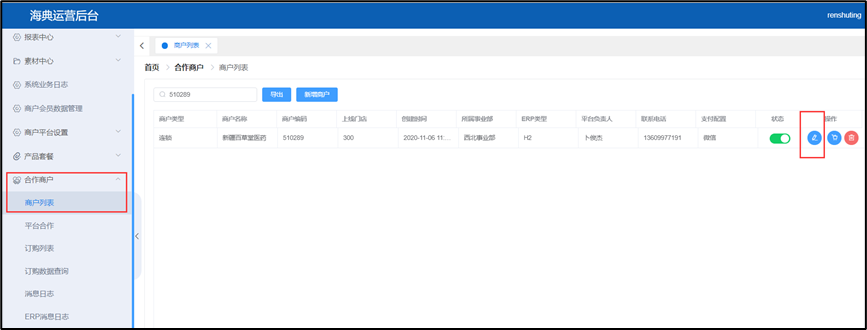 海典运营后台
renshuting
报表中心
素材中心
系统业务日志
商户会员数据管理
商户平台设置
产品套餐
合作商户
商户列表
平台合作
订购列表
订购数据查询
消息日志
ERP消息日志
商户列表
首页 > 合作商户 > 商户列表
510289 导出 新增商户
商户类型 商户名称 商户编码 上线门店 创建时间 所属事业部 ERP类型 平台负责人 联系电话 支付配置 状态 操作
连锁 新疆百草堂医药 510289 300 2020-11-06 11:... 西北事业部 H2 卜俊杰 13609977191 微信